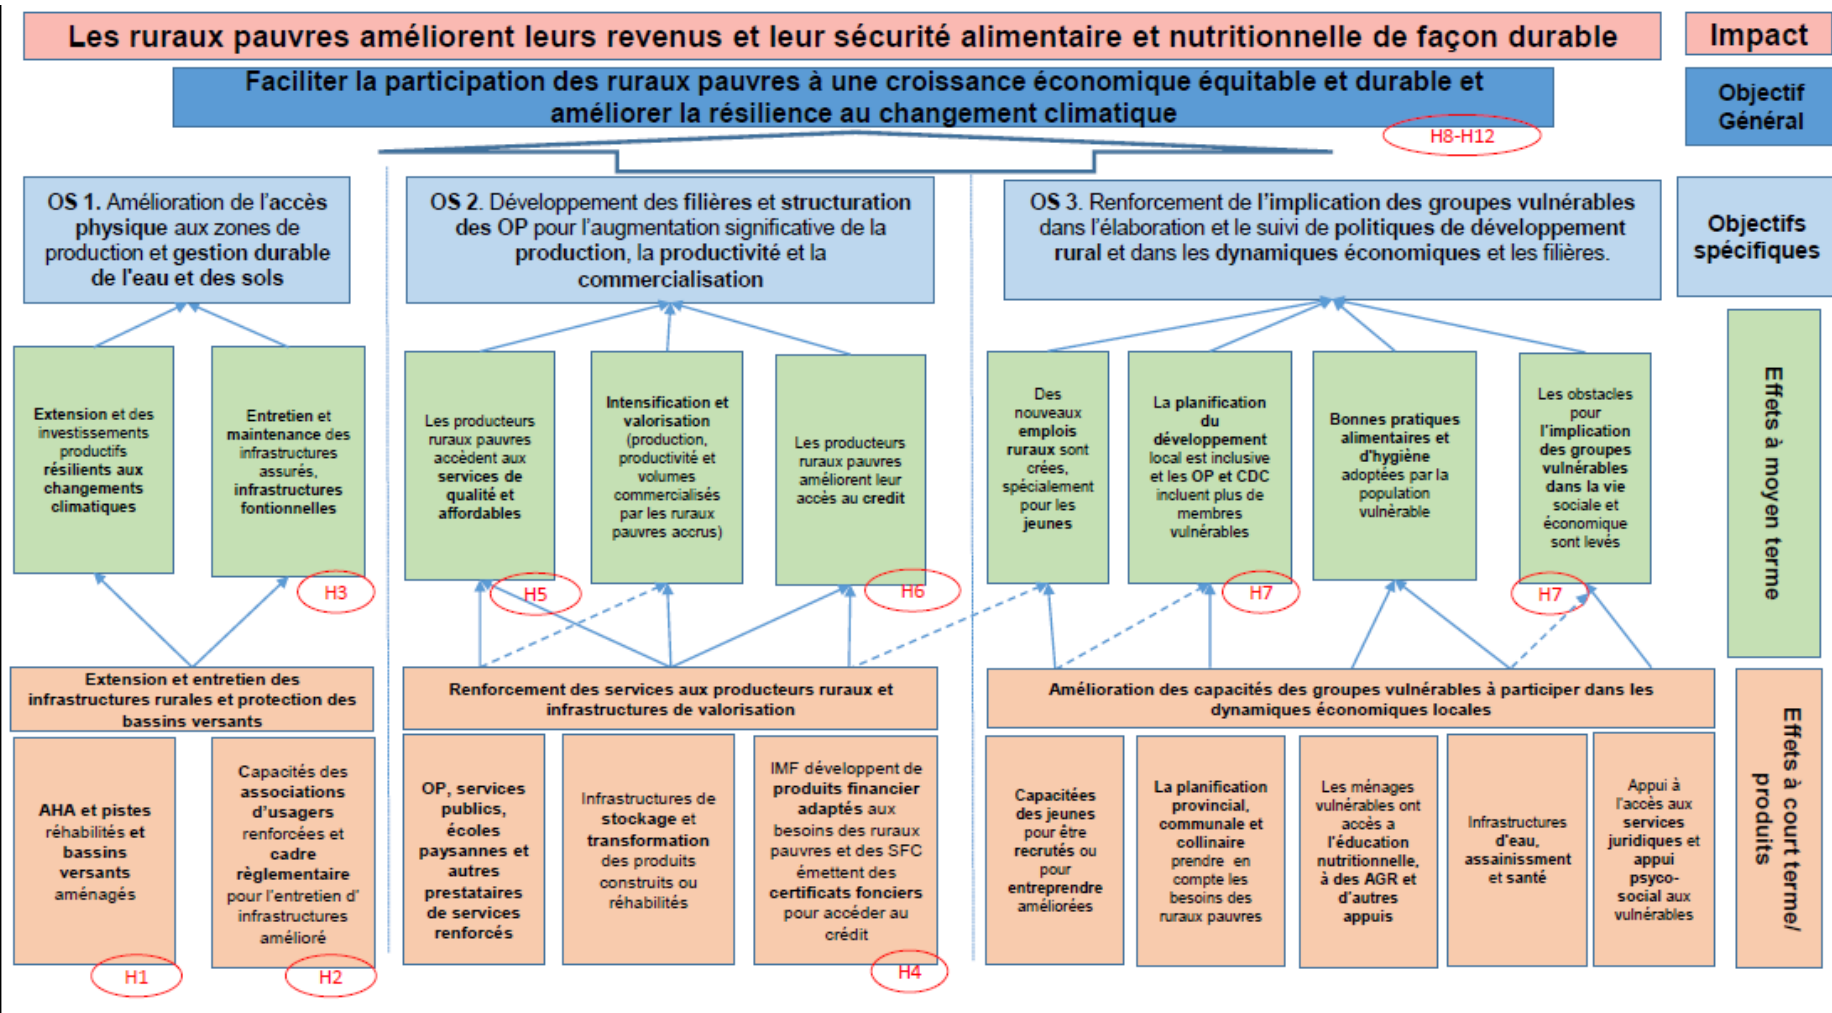 Les ruraux pauvres améliorent leurs revenus et leur sécurité alimentaire et nutritionnelle de façon durable
Impact
Faciliter la participation des ruraux pauvres à une croissance économique équitable et durable et
améliorer la résilience au changement climatique
Objectif
Général
H8-H12
OS 1. Amélioration de l'accès
physique aux zones de
production et gestion durable
de l'eau et des sols
OS 2. Développement des filières et structuration
des OP pour l'augmentation significative de la
production, la productivité et la
commercialisation
OS 3. Renforcement de l'implication des groupes vulnérables
dans l'élaboration et le suivi de politiques de développement
rural et dans les dynamiques économiques et les filières.
Objectifs
spécifiques
Extension et des
investissements
productifs
résilients aux
changements
climatiques
Entretien et
maintenance des
infrastructures
assurés,
infrastructures
fontionnelles
H3
Les producteurs
ruraux pauvres
accèdent aux
services de
qualité et
affordables
H5
Intensification et
valorisation
(production,
productivité et
volumes
commercialisés
par les ruraux
pauvres accrus)
Les producteurs
ruraux pauvres
améliorent leur
accès au credit
H6
Des
nouveaux
emplois
ruraux sont
crées,
spécialement
pour les
jeunes
La planification
du
développement
local est inclusive
et les OP et CDC
incluent plus de
membres
vulnérables
H7
Bonnes pratiques
alimentaires et
d'hygiène
adoptées par la
population
vulnèrable
Les obstacles
pour
l'implication
des groupes
vulnérables
dans la vie
sociale et
économique
sont levés
H7
Effets à moyen terme
Extension et entretien des
infrastructures rurales et protection des
bassins versants
Renforcement des services aux producteurs ruraux et
infrastructures de valorisation
Amélioration des capacités des groupes vulnérables à participer dans les
dynamiques économiques locales
AHA et pistes
réhabilités et
bassins
versants
aménagés
H1
Capacités des
associations
d'usagers
renforcées et
cadre
règlementaire
pour l'entretien d'
infrastructures
amélioré
H2
OP, services
publics,
écoles
paysannes et
autres
prestataires
de services
renforcés
Infrastructures de
stockage et
transformation
des produits
construits ou
réhabilités
IMF développent de
produits financier
adaptés aux
besoins des ruraux
pauvres et des SFC
émettent des
certificats fonciers
pour accéder au
crédit
H4
Capacitées
des jeunes
pour être
recrutés ou
pour
entreprendre
améliorées
La planification
provincial,
communale et
collinaire
prendre en
compte les
besoins des
ruraux pauvres
Les ménages
vulnérables ont
accès a
l'éducation
nutritionnelle,
à des AGR et
d'autres
appuis
Infrastructures
d'eau,
assainissment
et santé
Appui à
l'accès aux
services
juridiques et
appui
psyco-
social aux
vulnérables
Effets à court terme/
produits